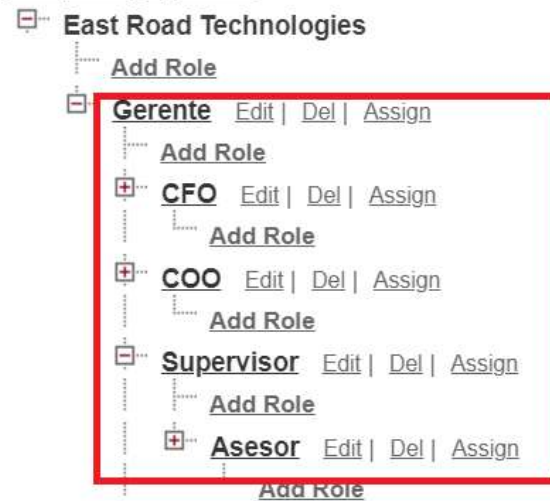 East Road Technologies
Add Role
Gerente Edit | Del | Assign
Add Role
CFO Edit | Del | Assign
Add Role
COO Edit | Del | Assign
Add Role
Supervisor Edit | Del | Assign
Add Role
Asesor Edit | Del | Assign
Add Role